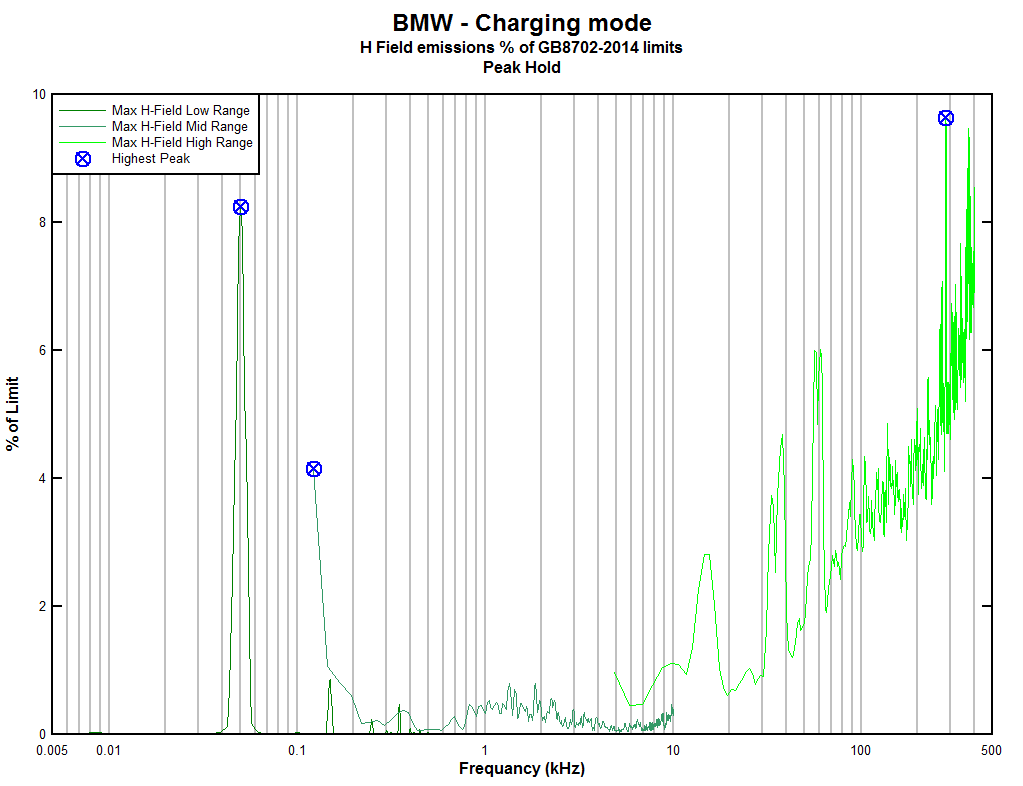 BMW - Charging mode
H Field emissions % of GB8702-2014 limits
Peak Hold
Max H-Field Low Range
Max H-Field Mid Range
Max H-Field High Range
Highest Peak
% of Limit
10
8
6
4
2
0
0.005 0.01 0.1 1 10 100 500
Frequancy (kHz)